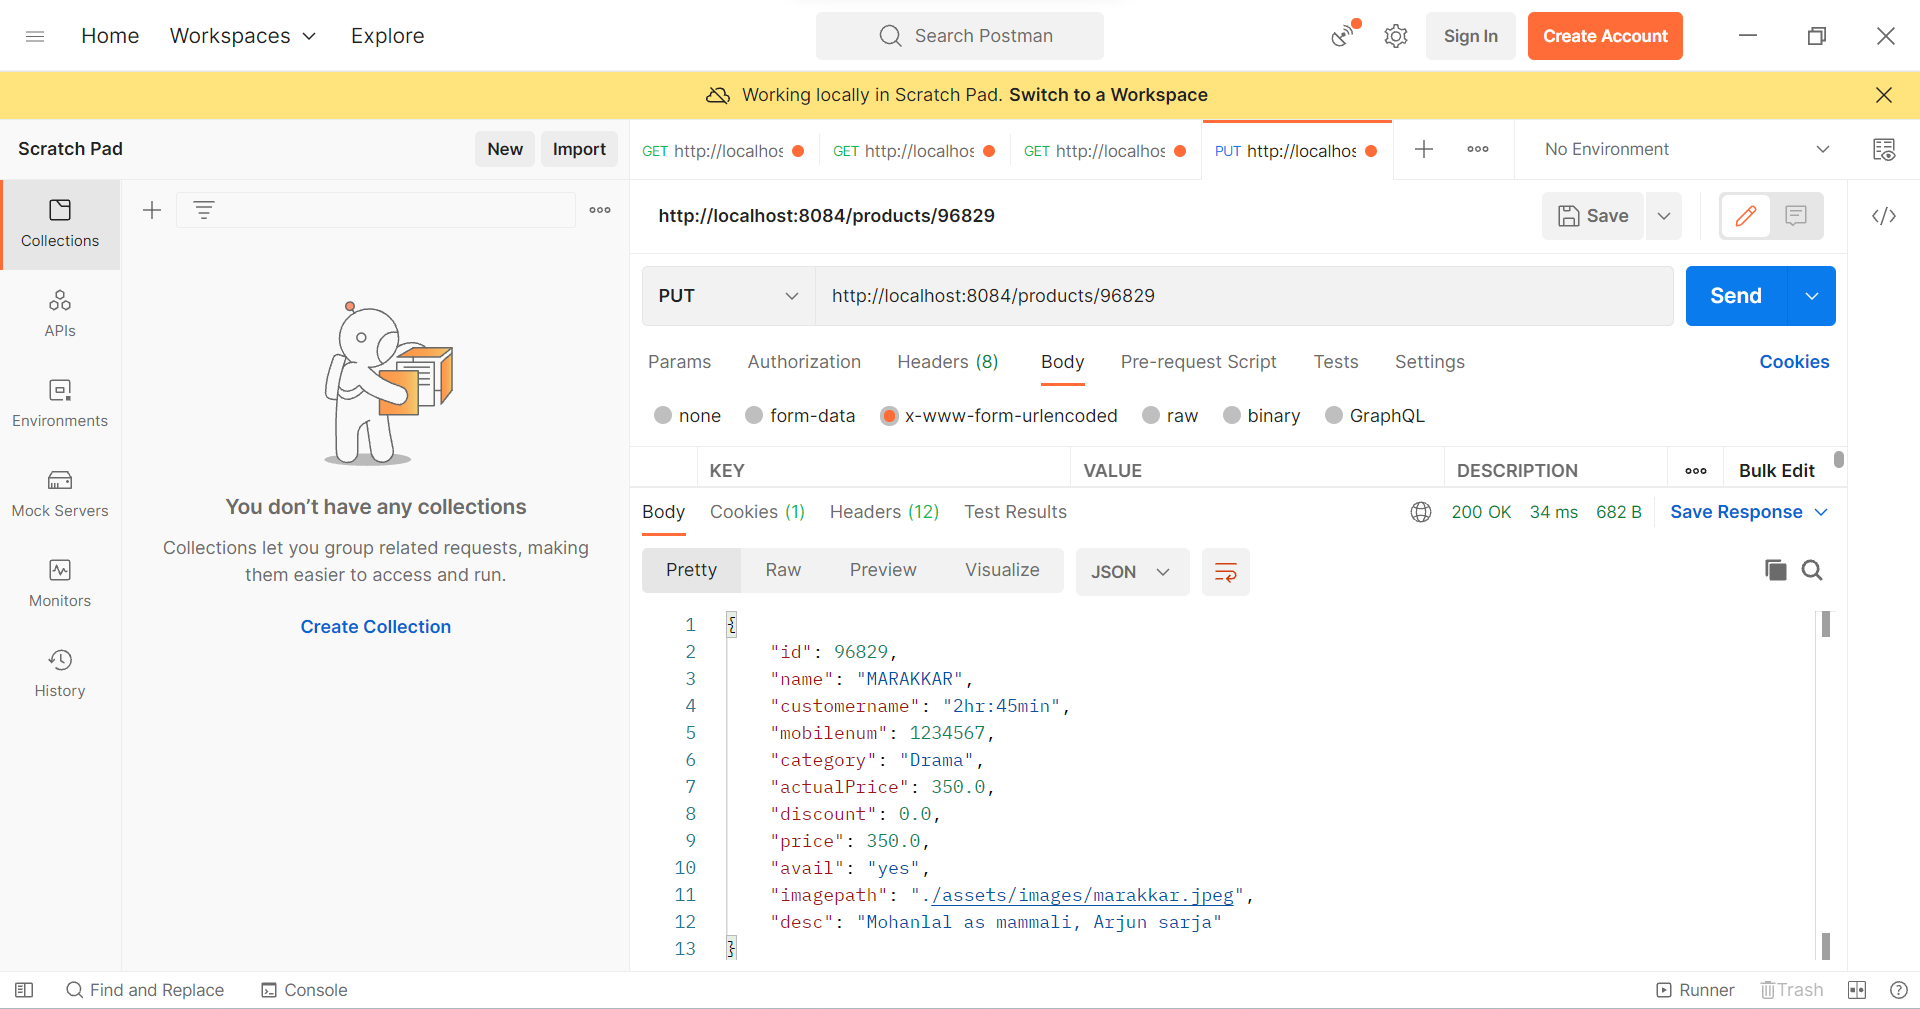 Home Workspaces Explore Search Postman Sign In Create Account
Working locally in Scratch Pad. Switch to a Workspace
Scratch Pad New Import GET http://localhos GET http://localhos GET http://localhos PUT http://localhos No Environment
Collections
http://localhost:8084/products/96829 Save
PUT http://localhost:8084/products/96829 Send
APIs
Params Authorization Headers (8) Body Pre-request Script Tests Settings Cookies
none form-data x-www-form-urlencoded raw binary GraphQL
Environments
KEY VALUE DESCRIPTION Bulk Edit
Mock Servers
You don’t have any collections
Collections let you group related requests, making
them easier to access and run.
Create Collection
Monitors
History
Body Cookies (1) Headers (12) Test Results 200 OK 34 ms 682 B Save Response
Pretty Raw Preview Visualize JSON
1 {
2 "id": 96829,
3 "name": "MARAKKAR",
4 "customername": "2hr:45min",
5 "mobilenum": 1234567,
6 "category": "Drama",
7 "actualPrice": 350.0,
8 "discount": 0.0,
9 "price": 350.0,
10 "avail": "yes",
11 "imagepath": "./assets/images/marakkar.jpeg",
12 "desc": "Mohanlal as mammali, Arjun sarja"
13 }
Find and Replace Console Runner Trash